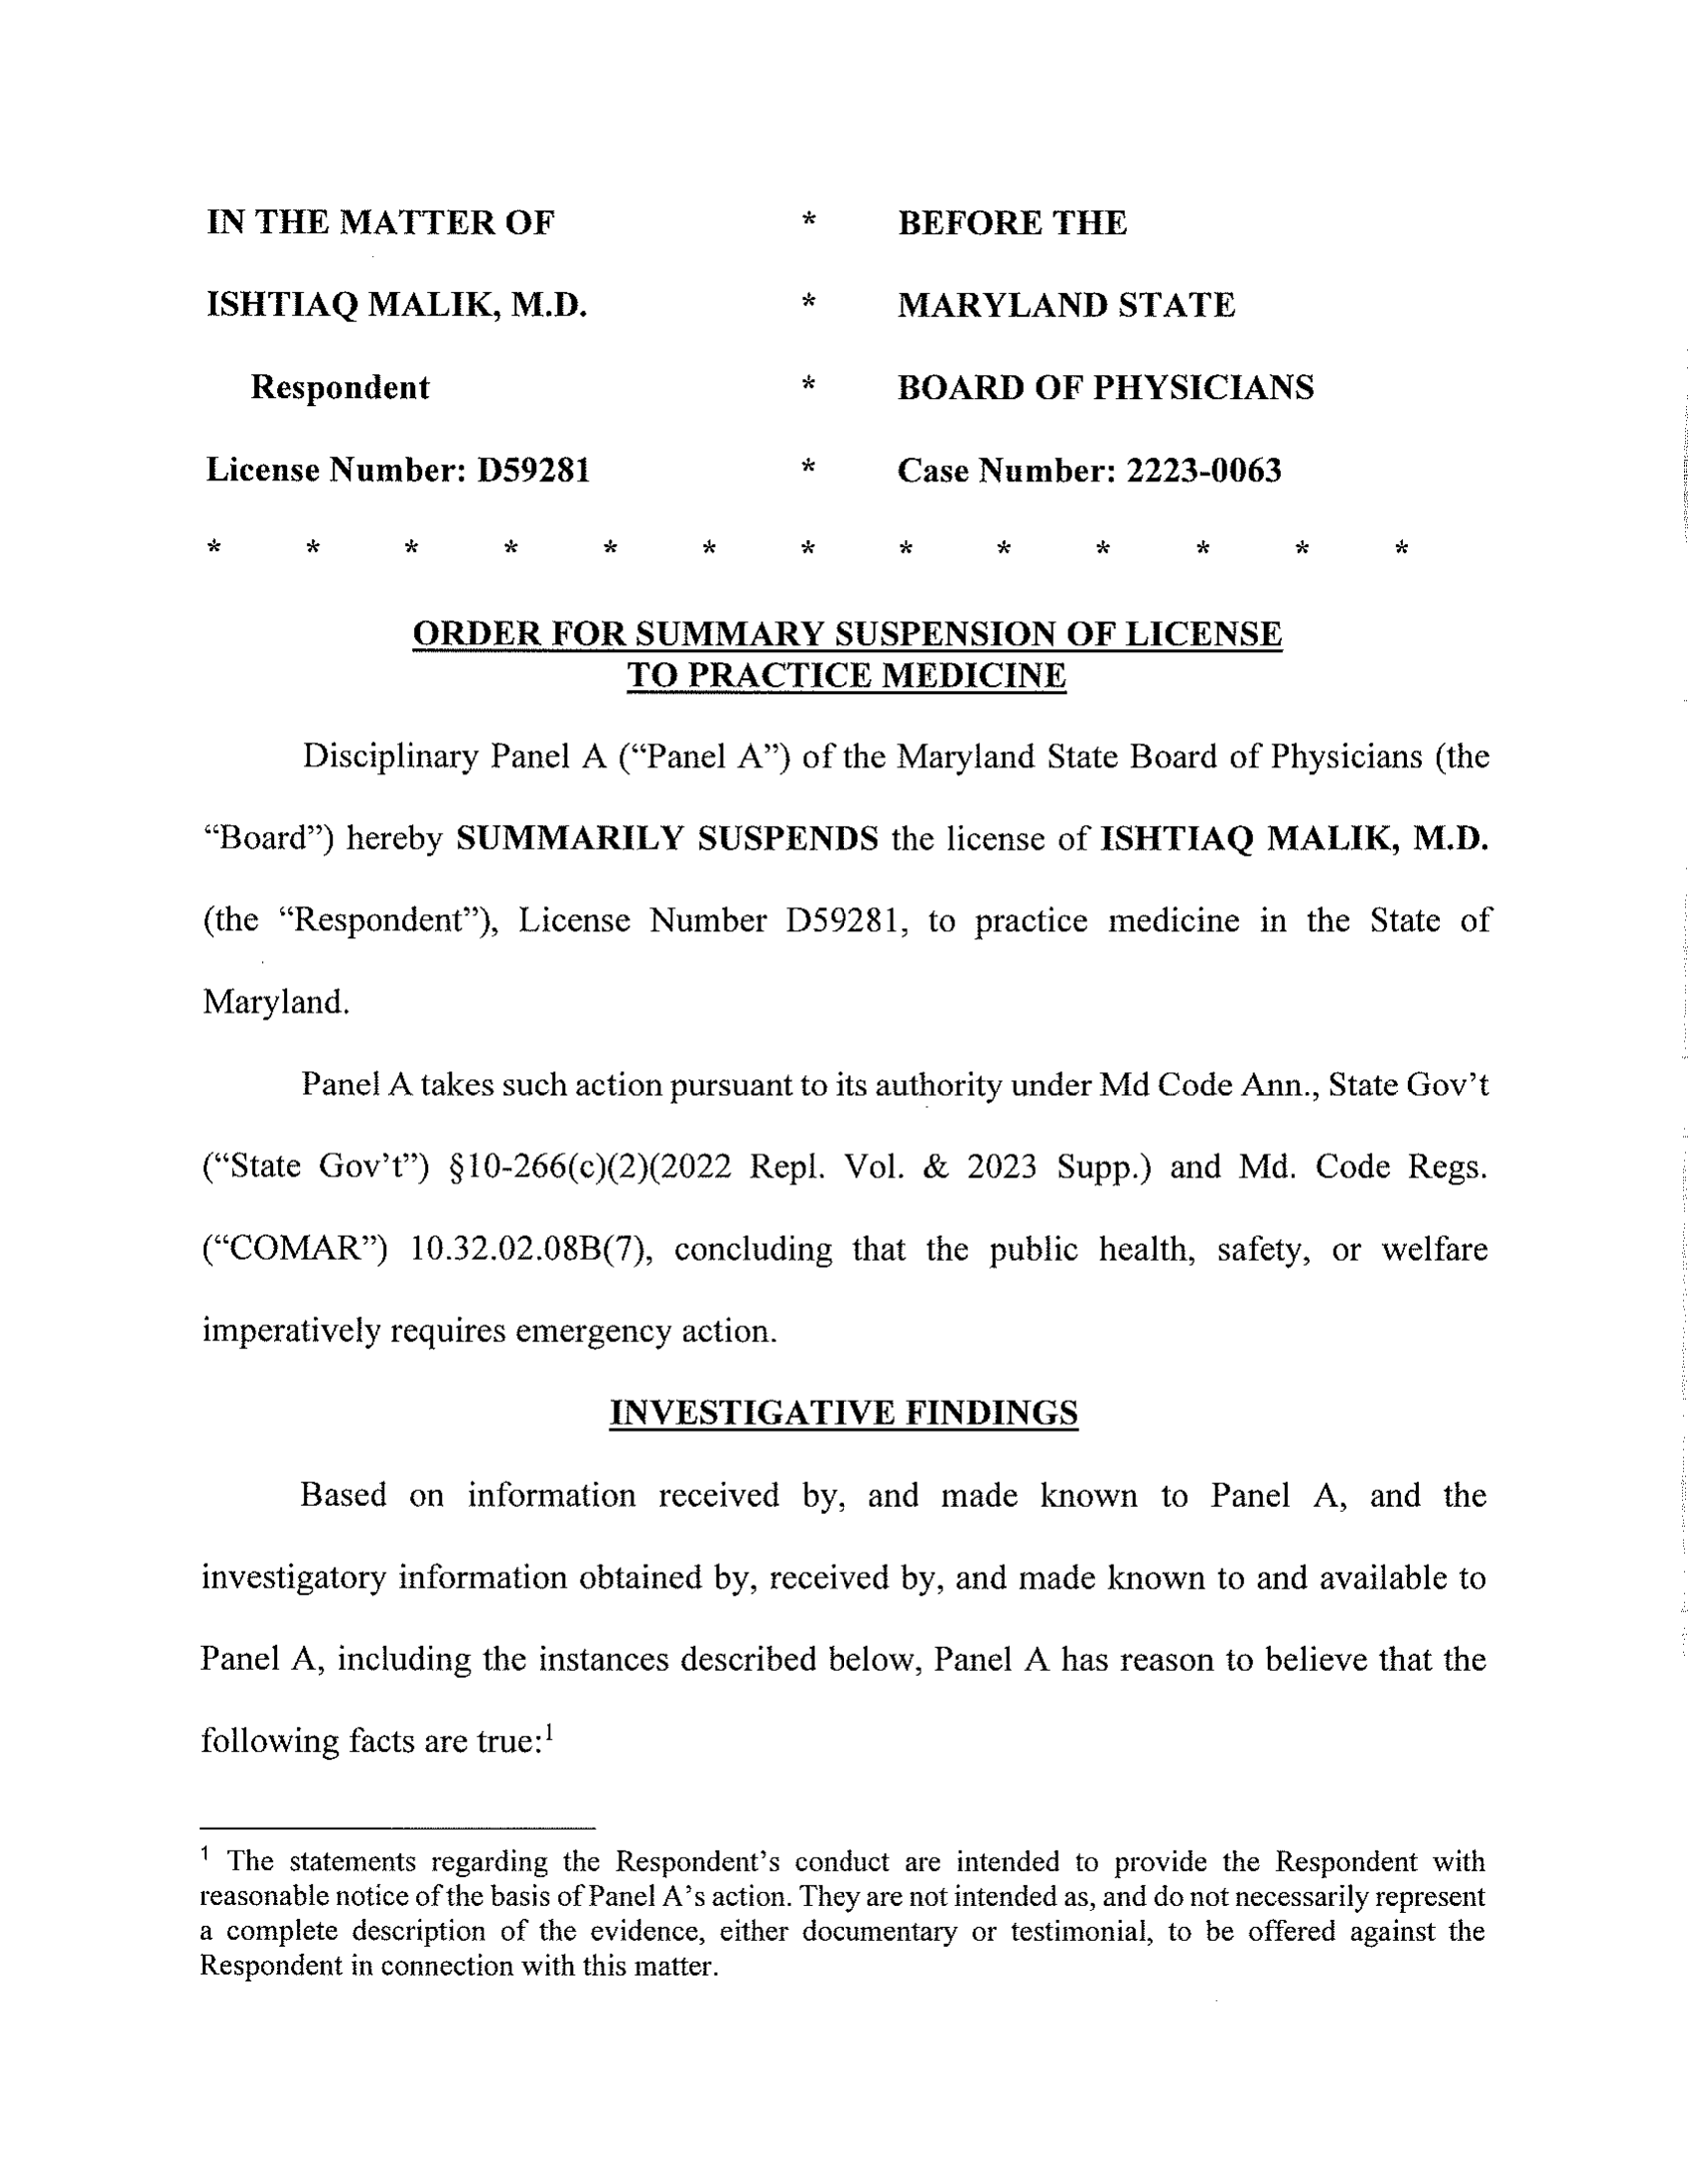 IN THE MATTER OF * BEFORE THE
ISHTIAQ MALIK, M.D. * MARYLAND STATE
Respondent * BOARD OF PHYSICIANS
License Number: D59281 * Case Number: 2223-0063
* * * * * * * * * * * * *
ORDER FOR SUMMARY SUSPENSION OF LICENSE
TO PRACTICE MEDICINE
Disciplinary Panel A (“Panel A”) of the Maryland State Board of Physicians (the
“Board”) hereby SUMMARILY SUSPENDS the license of ISHTIAQ MALIK, M.D.
(the “Respondent”), License Number D59281, to practice medicine in the State of
Maryland.
Panel A takes such action pursuant to its authority under Md Code Ann., State Gov’t
(“State Gov’t”) §10-266(c)(2)(2022 Repl. Vol. & 2023 Supp.) and Md. Code Regs.
(“COMAR”) 10.32.02.08B(7), concluding that the public health, safety, or welfare
imperatively requires emergency action.
INVESTIGATIVE FINDINGS
Based on information received by, and made known to Panel A, and the
investigatory information obtained by, received by, and made known to and available to
Panel A, including the instances described below, Panel A has reason to believe that the
following facts are true:¹
¹ The statements regarding the Respondent’s conduct are intended to provide the Respondent with
reasonable notice of the basis of Panel A’s action. They are not intended as, and do not necessarily represent
a complete description of the evidence, either documentary or testimonial, to be offered against the
Respondent in connection with this matter.